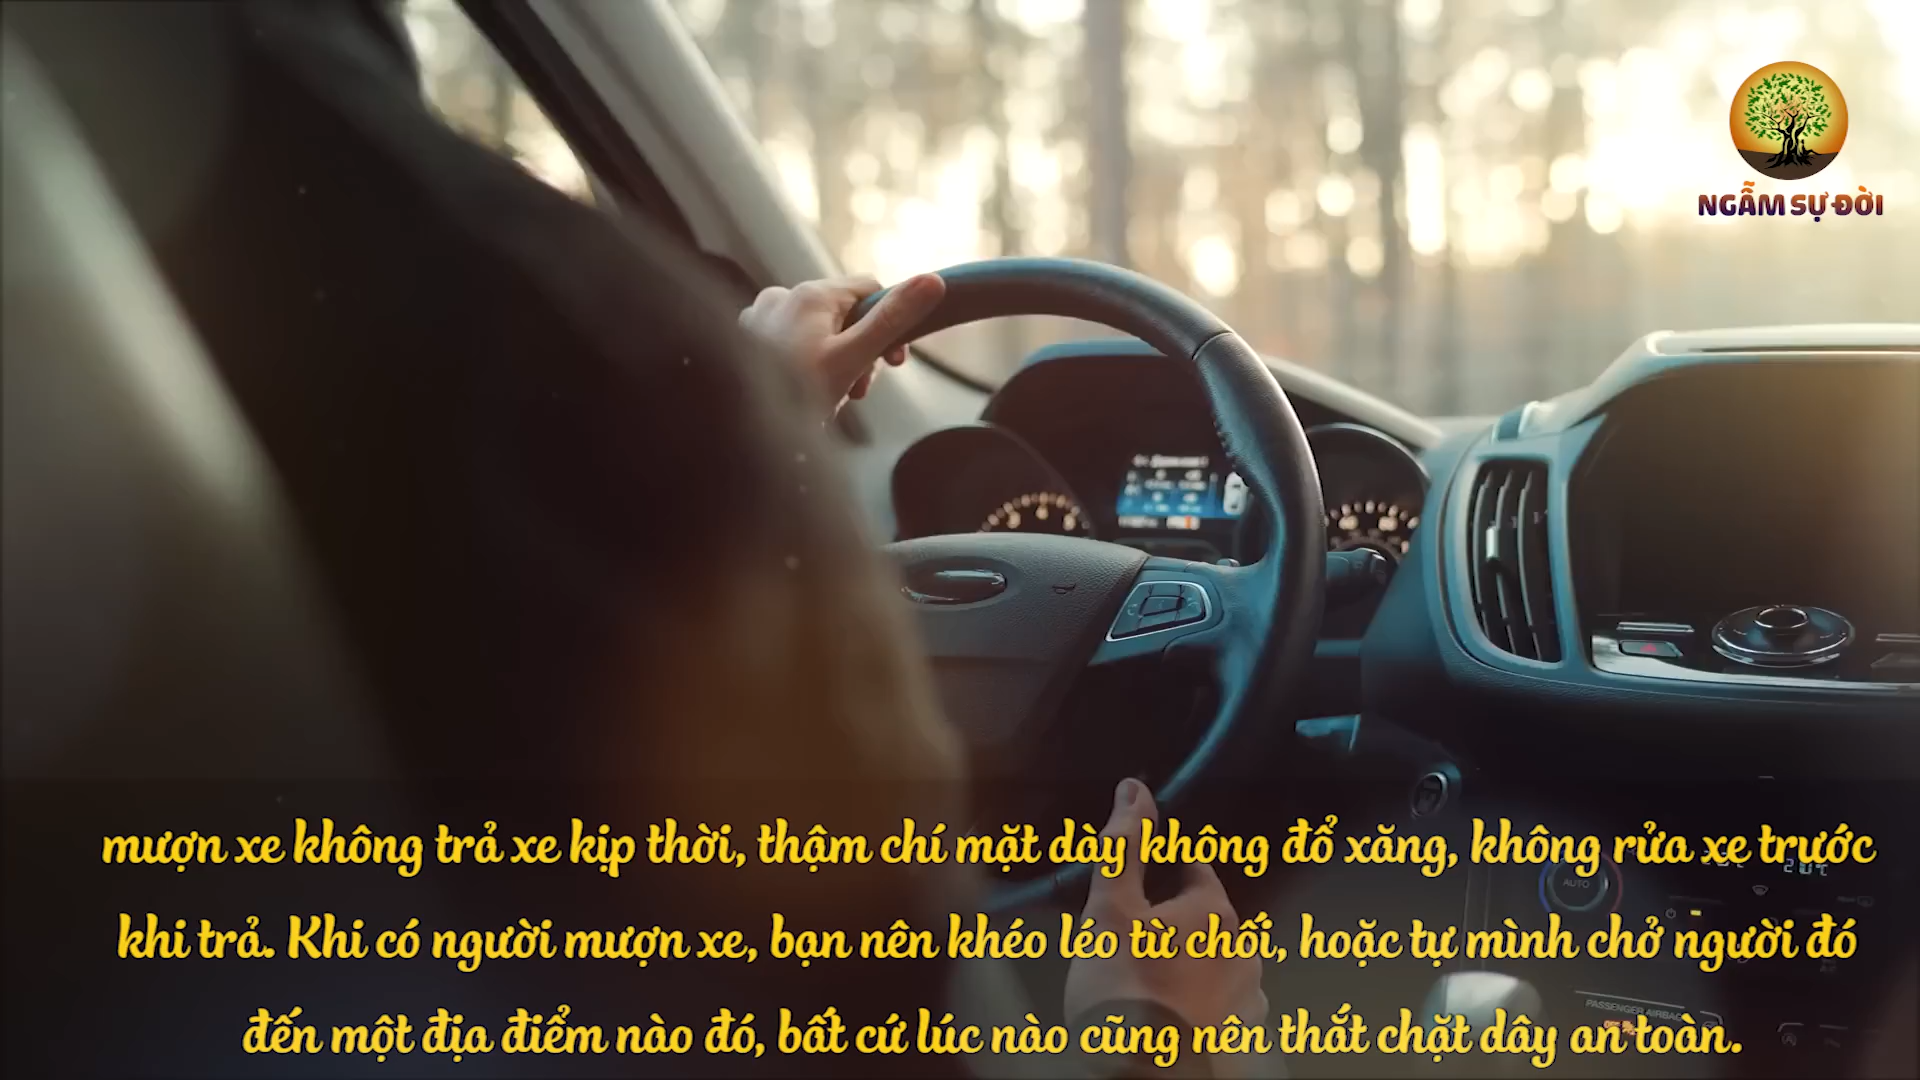 NGẪM SỰ ĐỜI
mượn xe không trả xe kịp thời, thậm chí mặt dày không đổ xăng, không rửa xe trước
khi trả. Khi có người mượn xe, bạn nên khéo léo từ chối, hoặc tự mình chở người đó
đến một địa điểm nào đó, bất cứ lúc nào cũng nên thắt chặt dây an toàn.
AUTO
PASSENGER AIRBAG